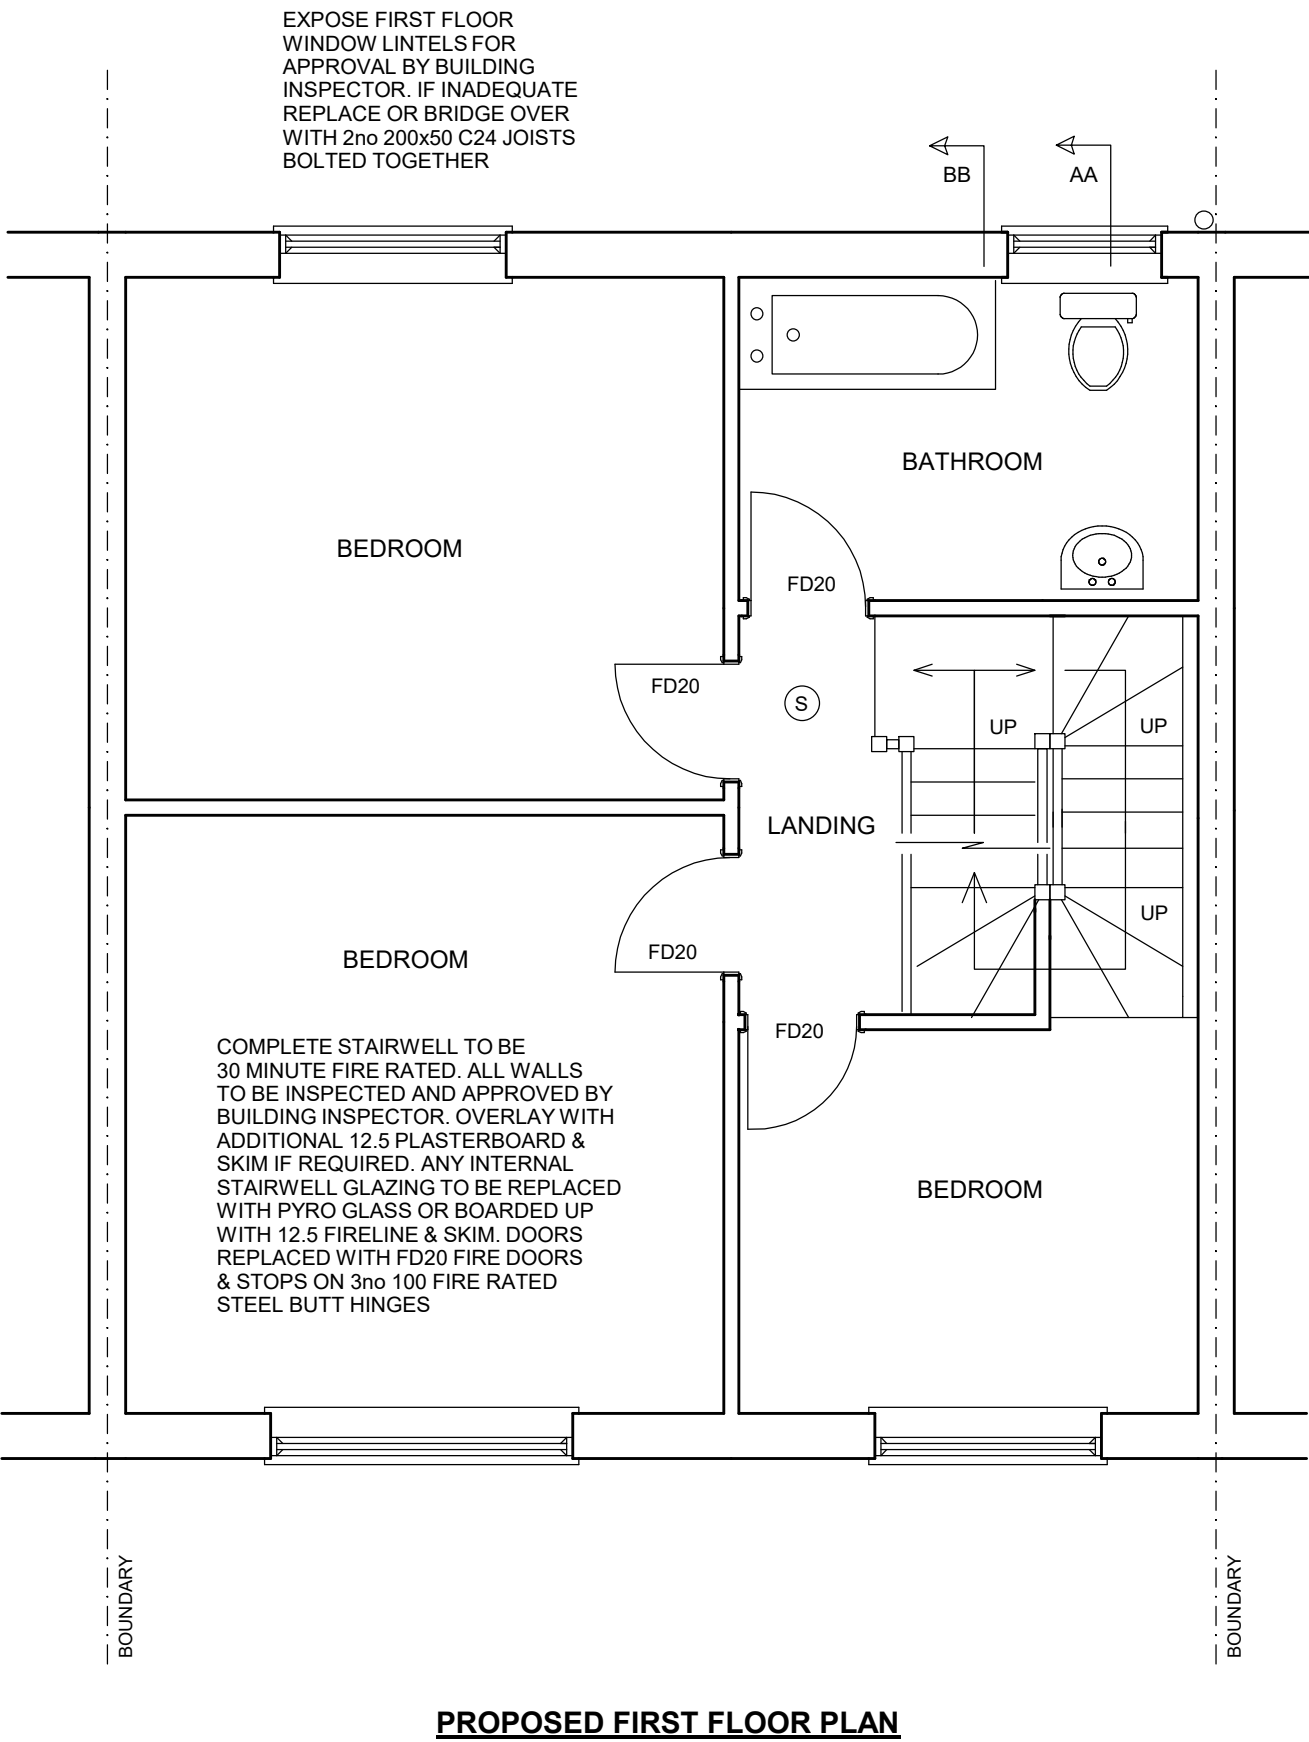 EXPOSE FIRST FLOOR
WINDOW LINTELS FOR
APPROVAL BY BUILDING
INSPECTOR. IF INADEQUATE
REPLACE OR BRIDGE OVER
WITH 2no 200x50 C24 JOISTS
BOLTED TOGETHER
BB
AA
BATHROOM
BEDROOM
FD20
FD20
S
UP
UP
LANDING
UP
FD20
BEDROOM
FD20
COMPLETE STAIRWELL TO BE
30 MINUTE FIRE RATED. ALL WALLS
TO BE INSPECTED AND APPROVED BY
BUILDING INSPECTOR. OVERLAY WITH
ADDITIONAL 12.5 PLASTERBOARD &
SKIM IF REQUIRED. ANY INTERNAL
STAIRWELL GLAZING TO BE REPLACED
WITH PYRO GLASS OR BOARDED UP
WITH 12.5 FIRELINE & SKIM. DOORS
REPLACED WITH FD20 FIRE DOORS
& STOPS ON 3no 100 FIRE RATED
STEEL BUTT HINGES
BEDROOM
BOUNDARY
BOUNDARY
PROPOSED FIRST FLOOR PLAN